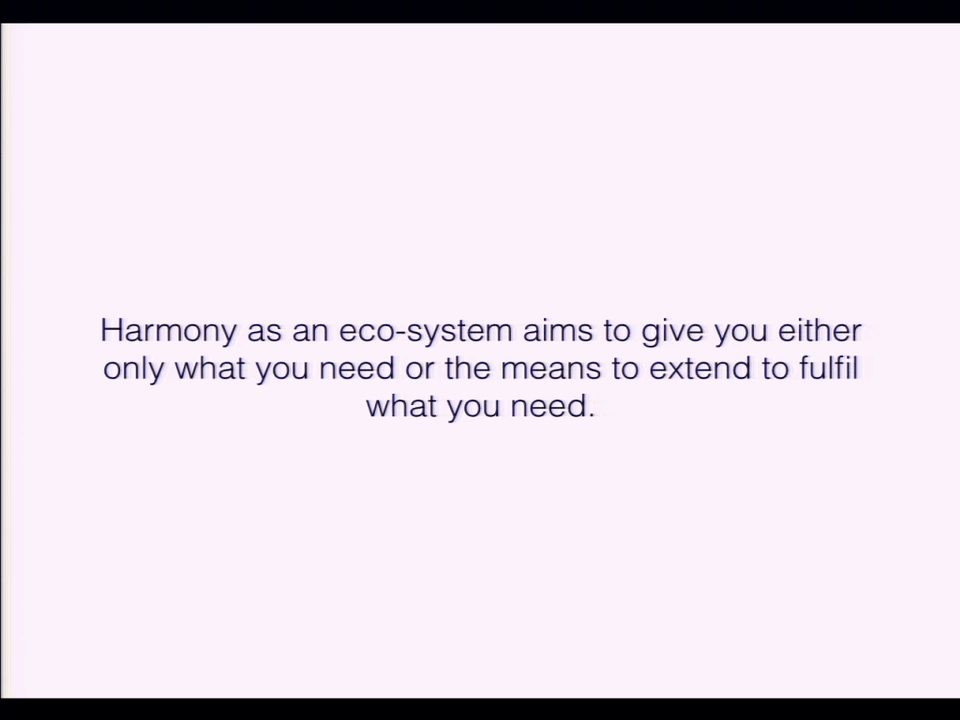 Harmony as an eco-system aims to give you either
only what you need or the means to extend to fulfil
what you need.